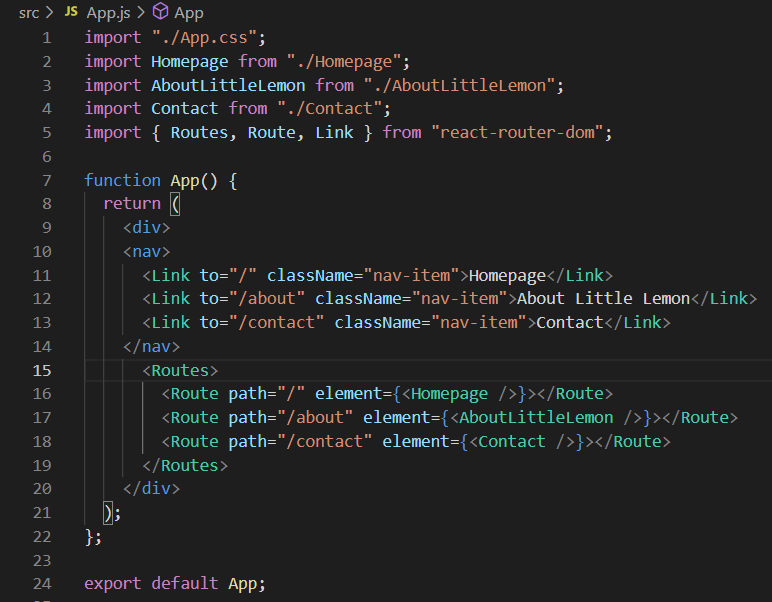 src > JS App.js > App
1 import "./App.css";
2 import Homepage from "./Homepage";
3 import AboutLittleLemon from "./AboutLittleLemon";
4 import Contact from "./Contact";
5 import { Routes, Route, Link } from "react-router-dom";
6
7 function App() {
8   return (
9     <div>
10     <nav>
11       <Link to="/" className="nav-item">Homepage</Link>
12       <Link to="/about" className="nav-item">About Little Lemon</Link>
13       <Link to="/contact" className="nav-item">Contact</Link>
14     </nav>
15       <Routes>
16         <Route path="/" element={<Homepage />}></Route>
17         <Route path="/about" element={<AboutLittleLemon />}></Route>
18         <Route path="/contact" element={<Contact />}></Route>
19       </Routes>
20     </div>
21   );
22 };
23
24 export default App;